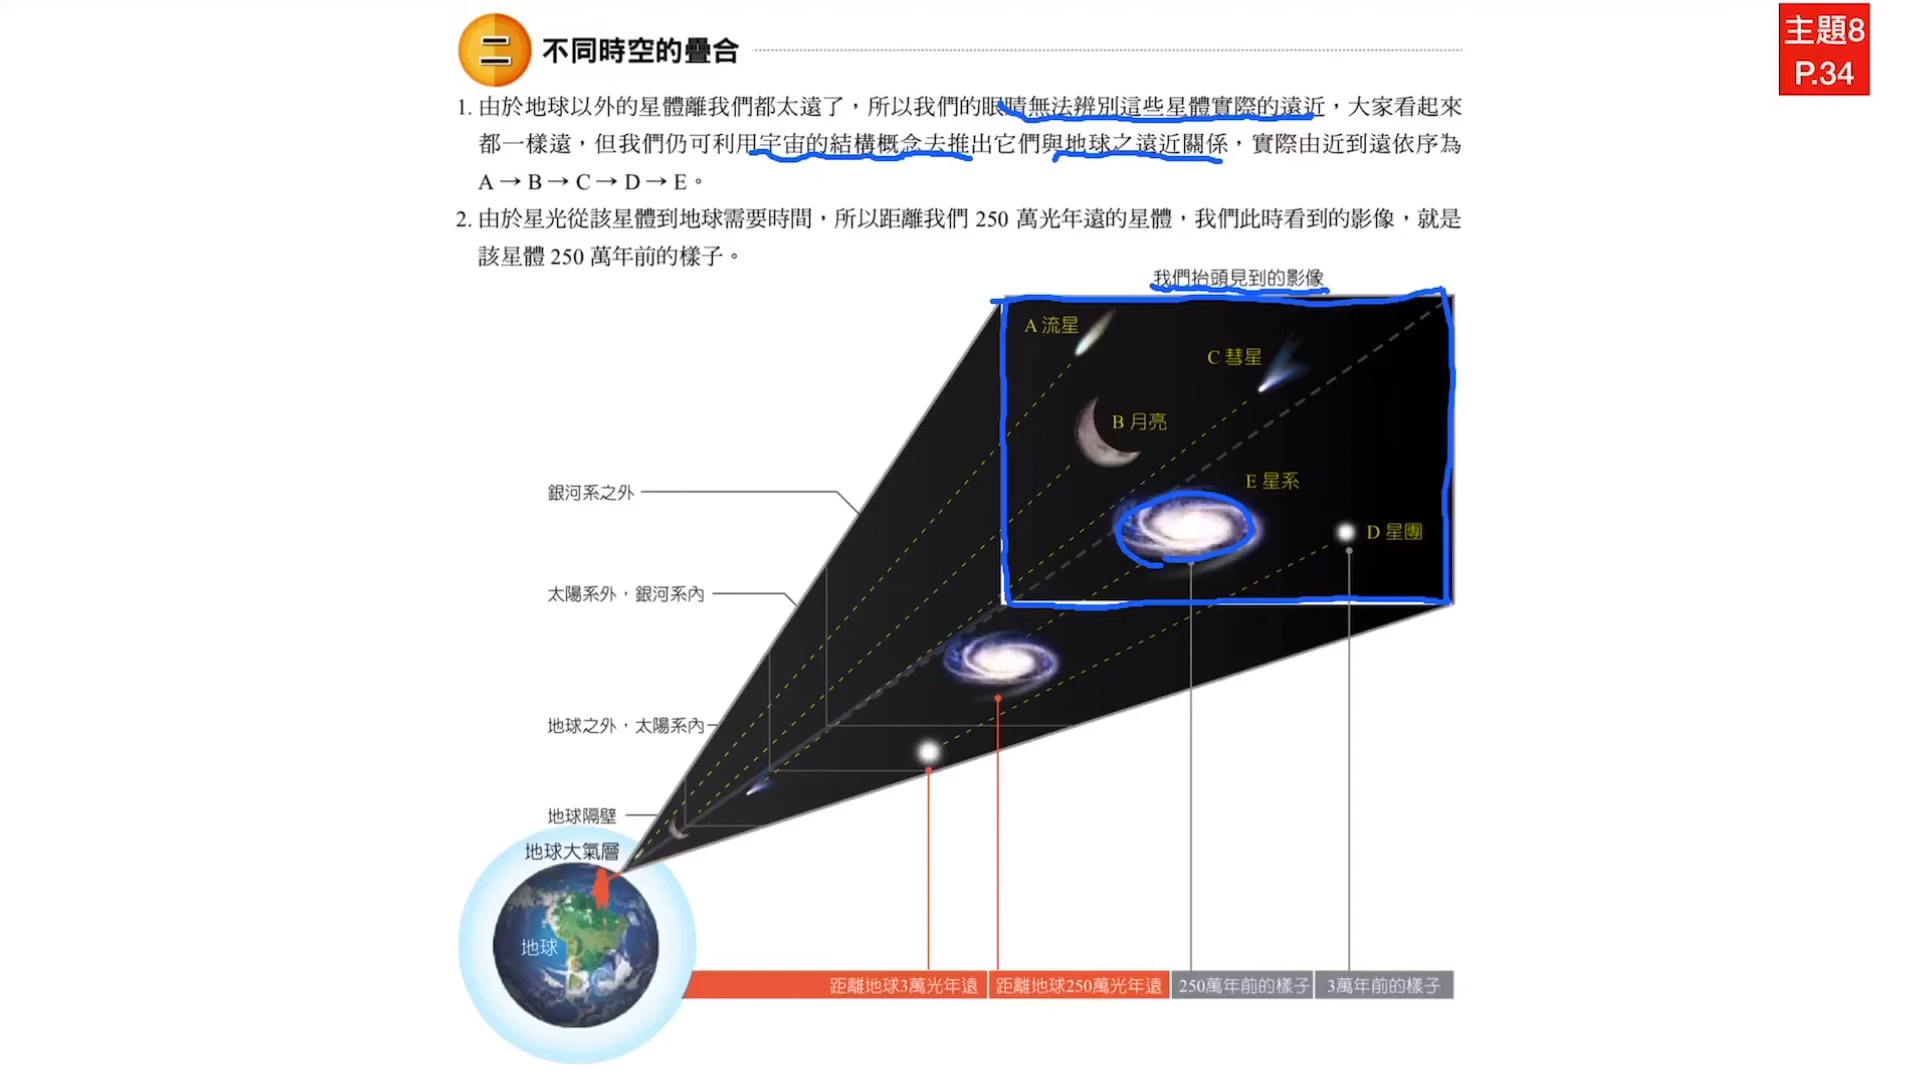 主題8
P.34
二 不同時空的疊合
1. 由於地球以外的星體離我們都太遠了，所以我們的眼睛無法辨別這些星體實際的遠近，大家看起來
都一樣遠，但我們仍可利用宇宙的結構概念去推出它們與地球之遠近關係，實際由近到遠依序為
A→B→C→D→E。
2. 由於星光從該星體到地球需要時間，所以距離我們 250 萬光年遠的星體，我們此時看到的影像，就是
該星體 250 萬年前的樣子。
我們抬頭見到的影像
A 流星
C 彗星
B 月亮
E 星系
D 星團
銀河系之外
太陽系外，銀河系內
地球之外，太陽系內
地球隔壁
地球大氣層
地球
距離地球3萬光年遠
距離地球250萬光年遠
250萬年前的樣子
3萬年前的樣子